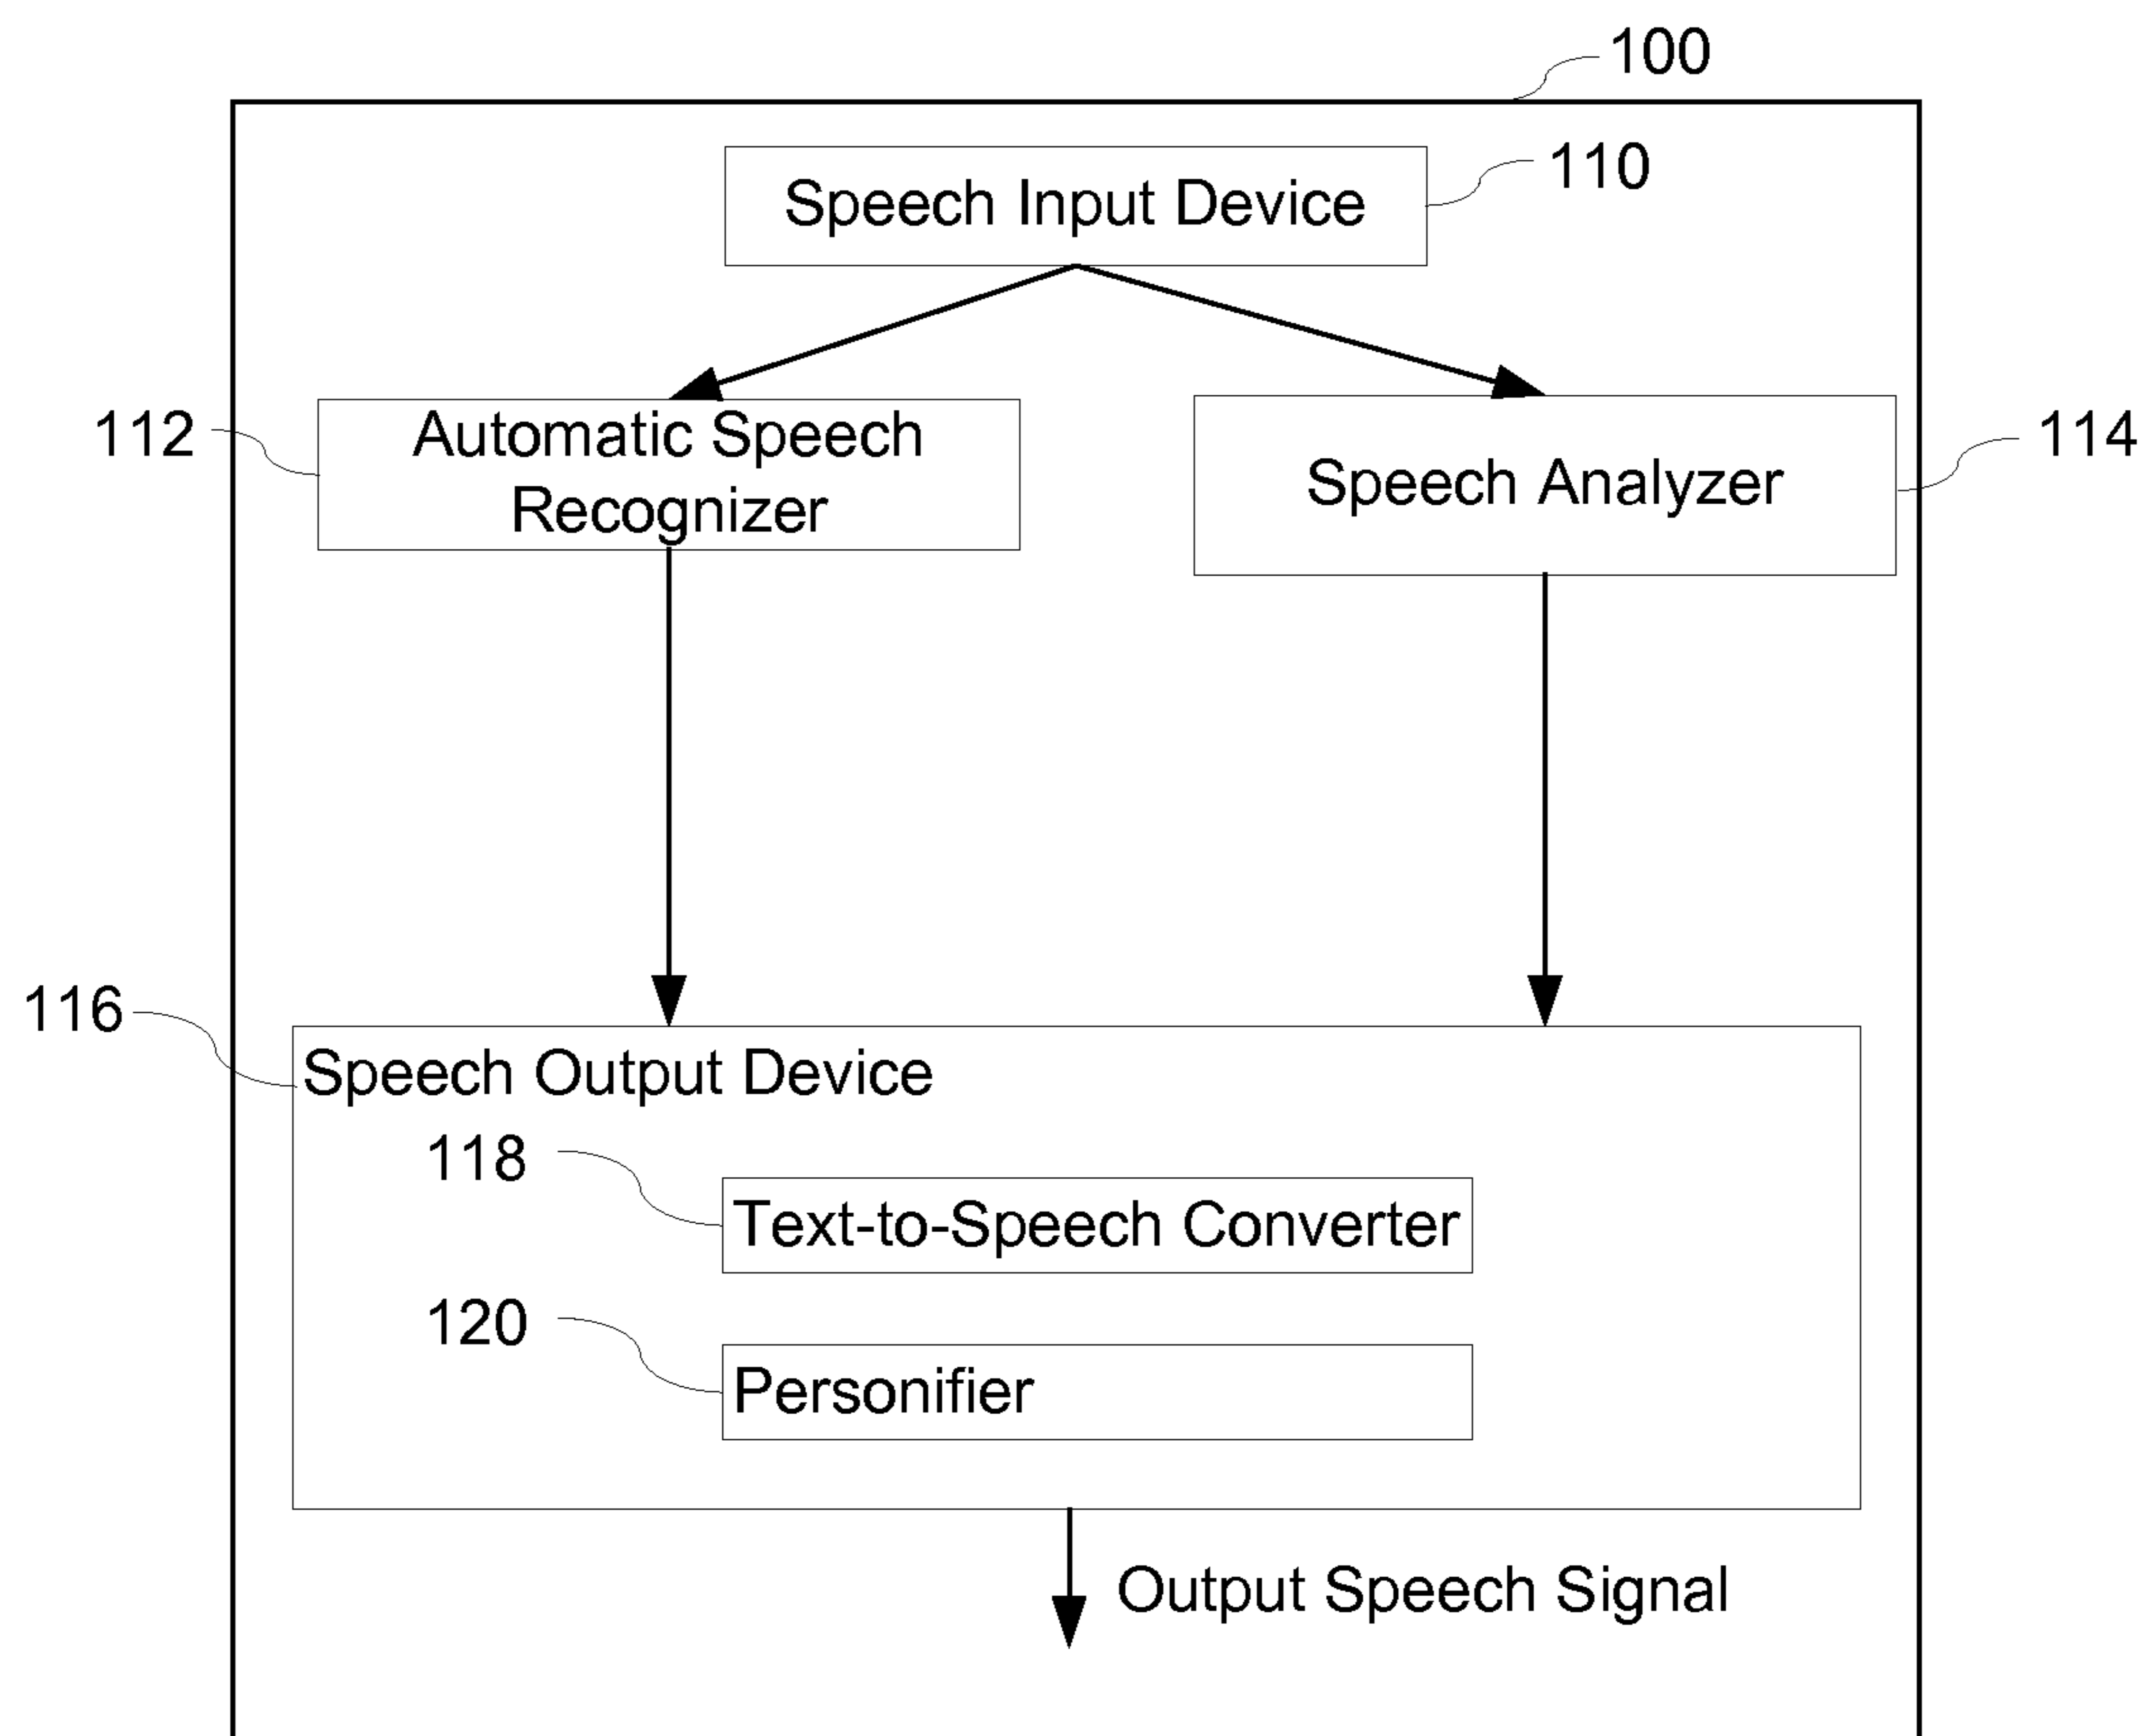 100
Speech Input Device
110
112
Automatic Speech
Recognizer
Speech Analyzer
114
116
Speech Output Device
118
Text-to-Speech Converter
120
Personifier
Output Speech Signal